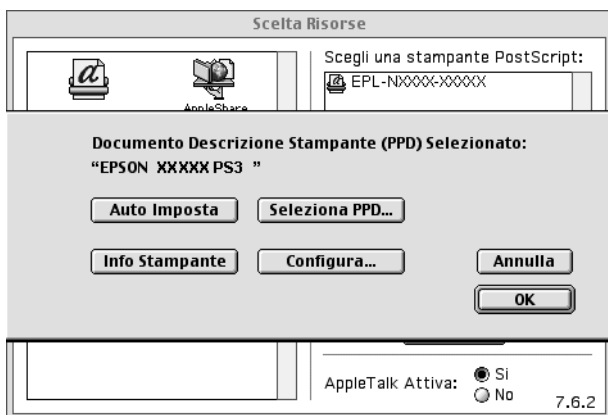 Scelta Risorse
Scegli una stampante PostScript:
EPL-NXXXX-XXXXX
AppleShare
Documento Descrizione Stampante (PPD) Selezionato:
“EPSON XXXXX PS3 ”
Auto Imposta
Seleziona PPD...
Info Stampante
Configura...
Annulla
OK
AppleTalk Attiva:
Si
No
7.6.2